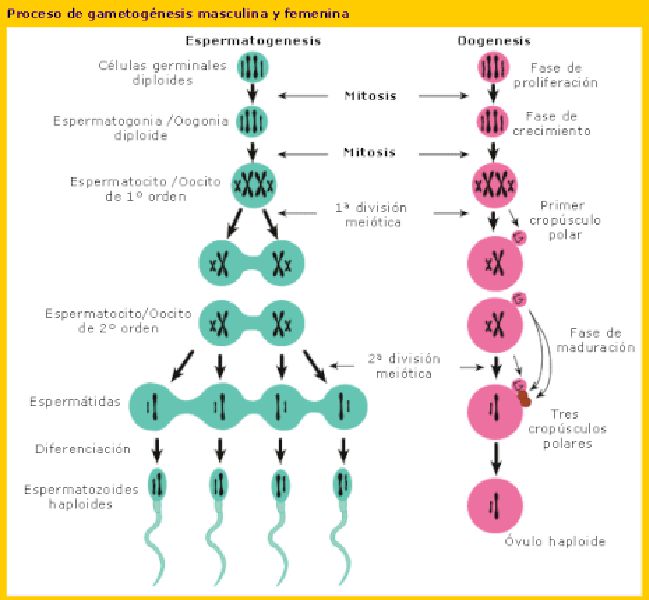 Proceso de gametogénesis masculina y femenina
Espermatogenesis
Oogenesis
Células germinales
diploides
Fase de
proliferación
Mitosis
Espermatogonia /Oogonia
diploide
Fase de
crecimiento
Mitosis
Espermatocito /Oocito
de 1º orden
1ª división
meiótica
Primer
cropúsculo
polar
G
Espermatocito/Oocito
de 2º orden
G
Fase de
maduración
2ª división
meiótica
G
Espermátidas
Tres
cropúsculos
polares
Diferenciación
Espermatozoides
haploides
Óvulo haploide